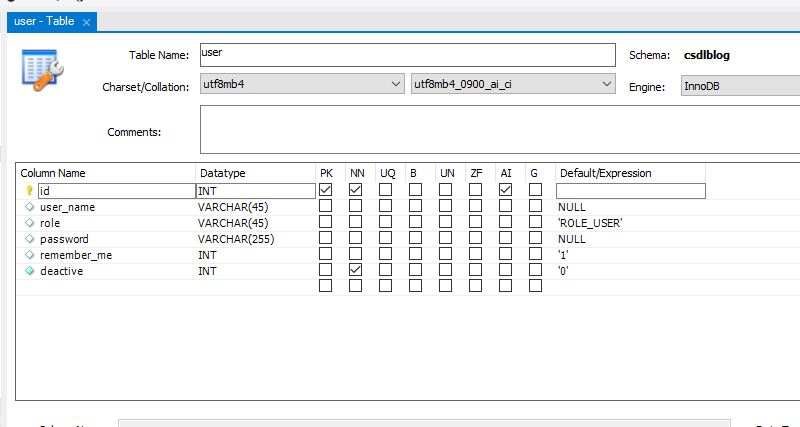 user - Table ×
Table Name: user Schema: csdlblog
Charset/Collation: utf8mb4 utf8mb4_0900_ai_ci Engine: InnoDB
Comments:
Column Name Datatype PK NN UQ B UN ZF AI G Default/Expression
id INT
user_name VARCHAR(45) NULL
role VARCHAR(45) 'ROLE_USER'
password VARCHAR(255) NULL
remember_me INT '1'
deactive INT '0'